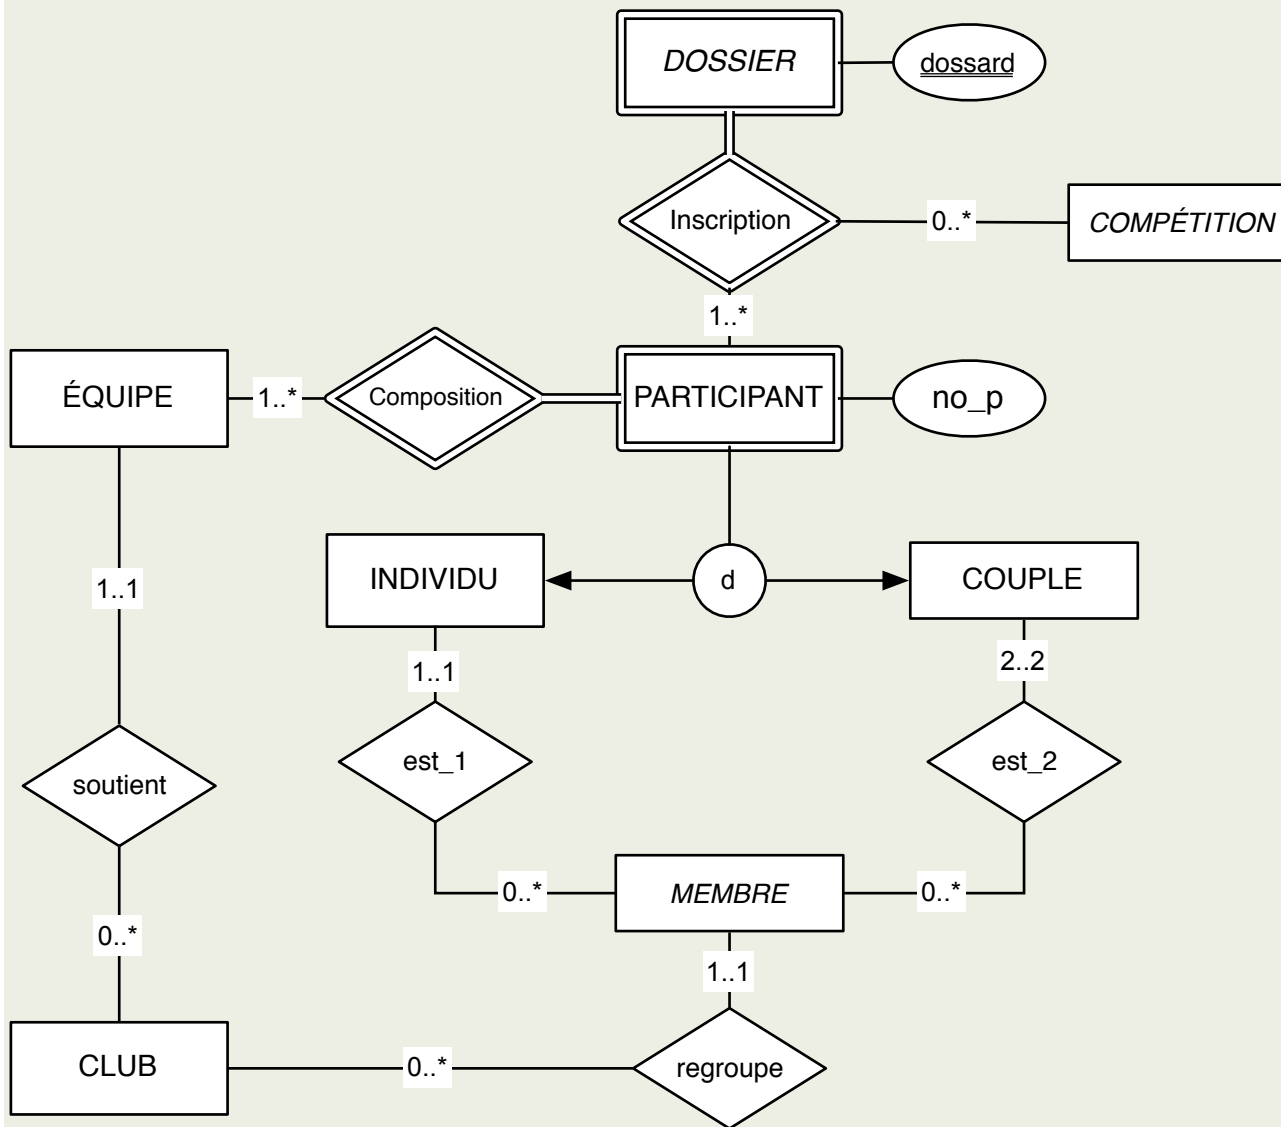 DOSSIER
dossard
Inscription
0..*
COMPÉTITION
1..*
ÉQUIPE
1..*
Composition
PARTICIPANT
no_p
INDIVIDU
d
COUPLE
1..1
1..1
2..2
soutient
est_1
est_2
0..*
MEMBRE
0..*
0..*
1..1
CLUB
0..*
regroupe